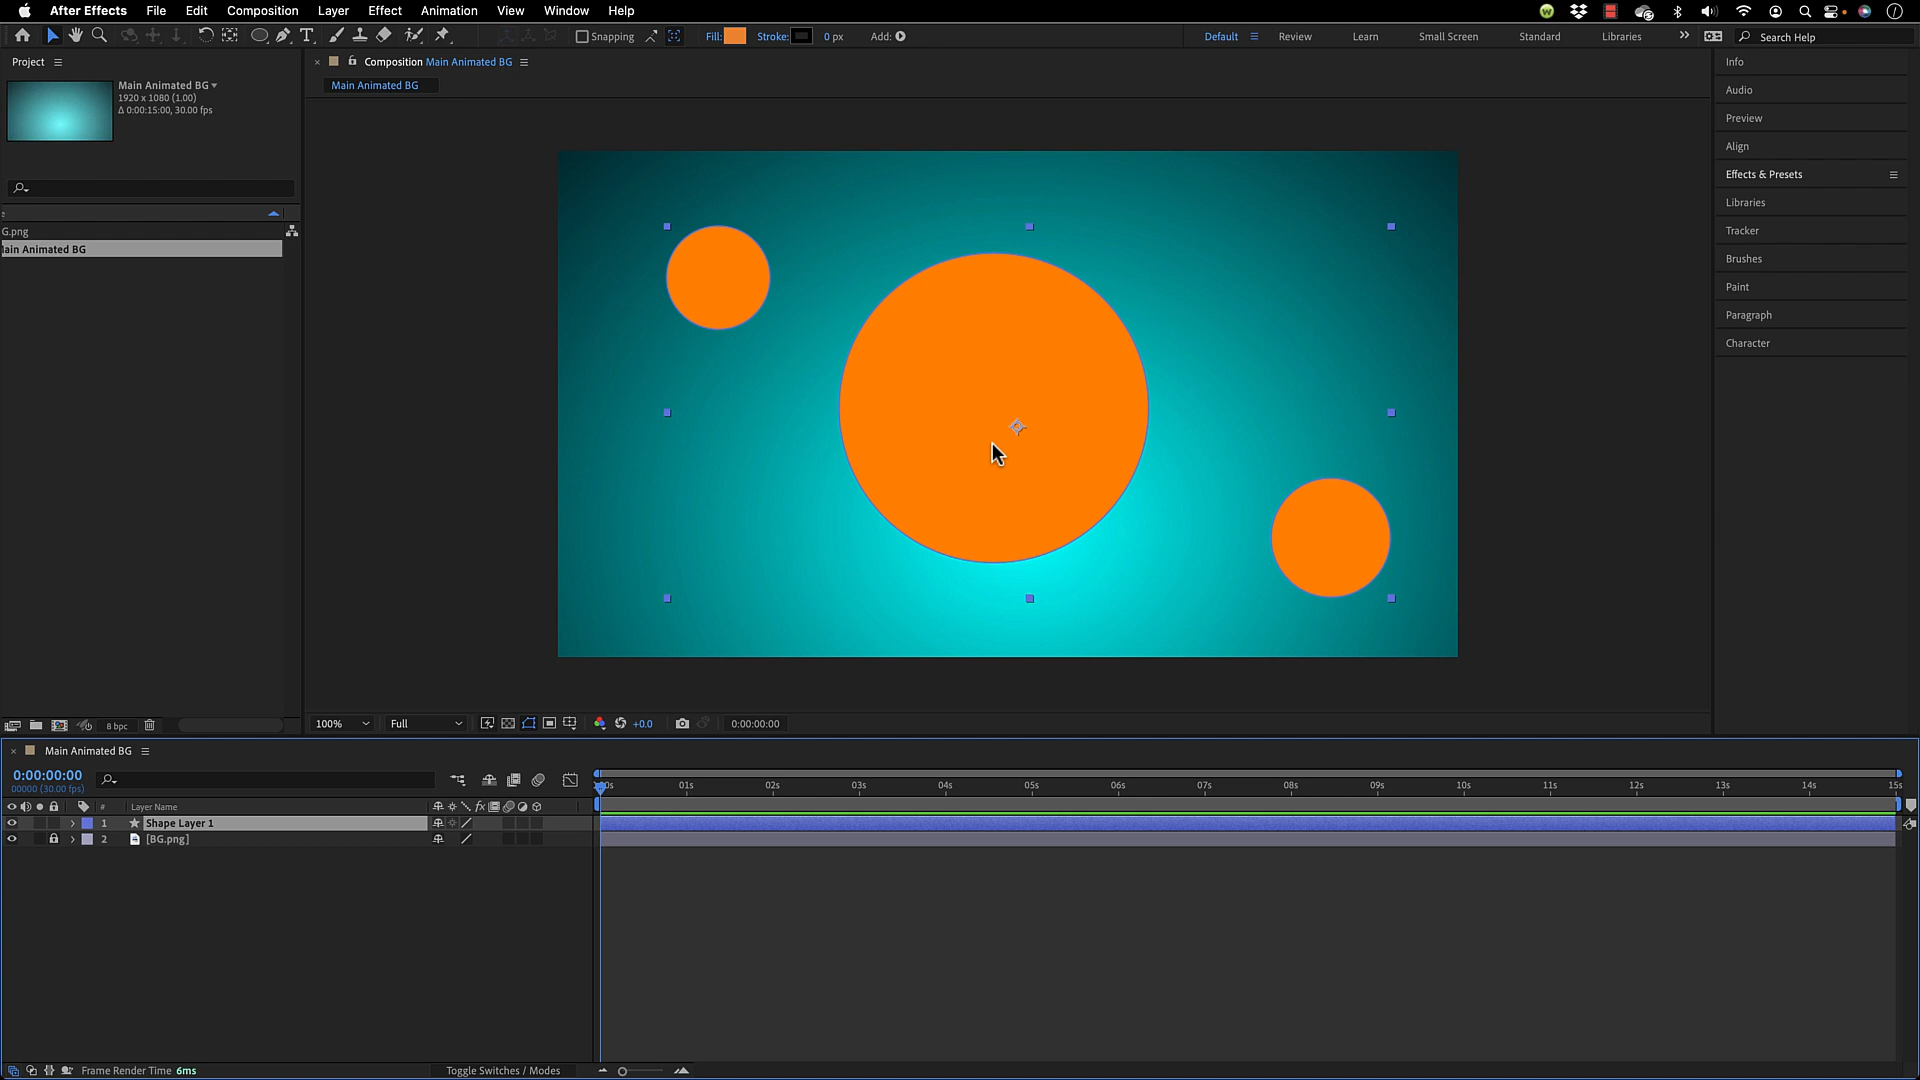 After Effects File Edit Composition Layer Effect Animation View Window Help
Snapping Fill: Stroke: 0 px Add: Default Review Learn Small Screen Standard Libraries Search Help
Project
Composition Main Animated BG
Main Animated BG
Main Animated BG
1920 x 1080 (1.00)
Δ 0:00:15:00, 30.00 fps
G.png
ain Animated BG
Info
Audio
Preview
Align
Effects & Presets
Libraries
Tracker
Brushes
Paint
Paragraph
Character
8 bpc
100% Full +0.0 0:00:00:00
Main Animated BG
0:00:00:00
00000 (30.00 fps)
00s 01s 02s 03s 04s 05s 06s 07s 08s 09s 10s 11s 12s 13s 14s 15s
# Layer Name fx
1 Shape Layer 1
2 [BG.png]
Frame Render Time 6ms Toggle Switches / Modes